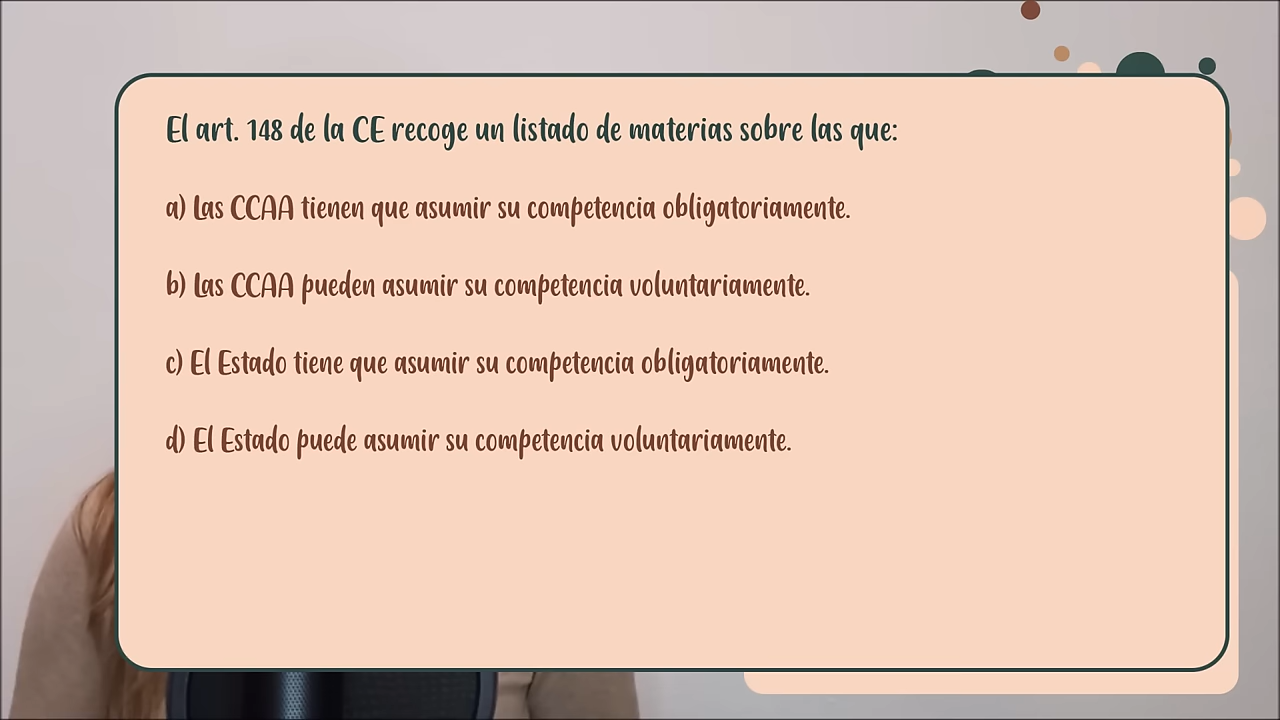 El art. 148 de la CE recoge un listado de materias sobre las que:
a) Las CCAA tienen que asumir su competencia obligatoriamente.
b) Las CCAA pueden asumir su competencia voluntariamente.
c) El Estado tiene que asumir su competencia obligatoriamente.
d) El Estado puede asumir su competencia voluntariamente.